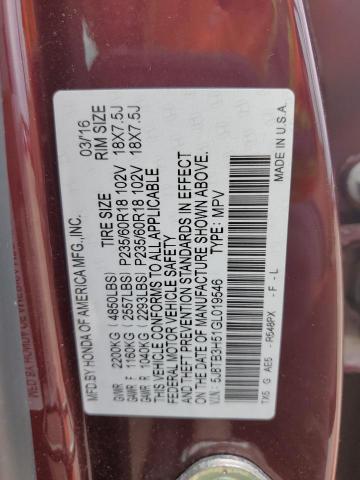 MFD.BY HONDA OF AMERICA MFG.,INC. 03/16
TIRE SIZE RIM SIZE
GVWR 2200KG (4850LBS) P235/60R18 102V 18X7.5J
GAWR F 1160KG (2557LBS) P235/60R18 102V 18X7.5J
GAWR R 1040KG (2293LBS)
THIS VEHICLE CONFORMS TO ALL APPLICABLE
FEDERAL MOTOR VEHICLE SAFETY
AND THEFT PREVENTION STANDARDS IN EFFECT
ON THE DATE OF MANUFACTURE SHOWN ABOVE.
V.I.N: 5J8TB3H51GL019546 TYPE: MPV
MADE IN U.S.A.
TX5 G AE5 - R548PX - F - L